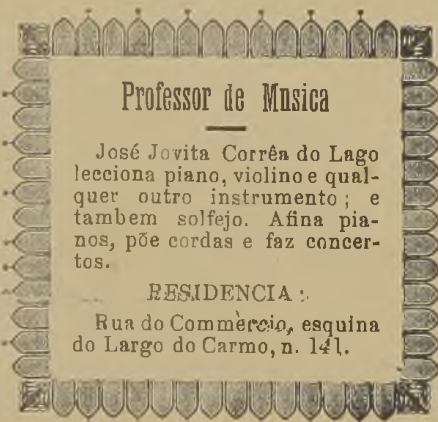 Professor de Musica
José Jovita Corrêa do Lago
lecciona piano, violino e qual-
quer outro instrumento; e
tambem solfejo. Afina pia-
nos, põe cordas e faz concer-
tos.
RESIDENCIA:
Rua do Commercio, esquina
do Largo do Carmo, n. 141.